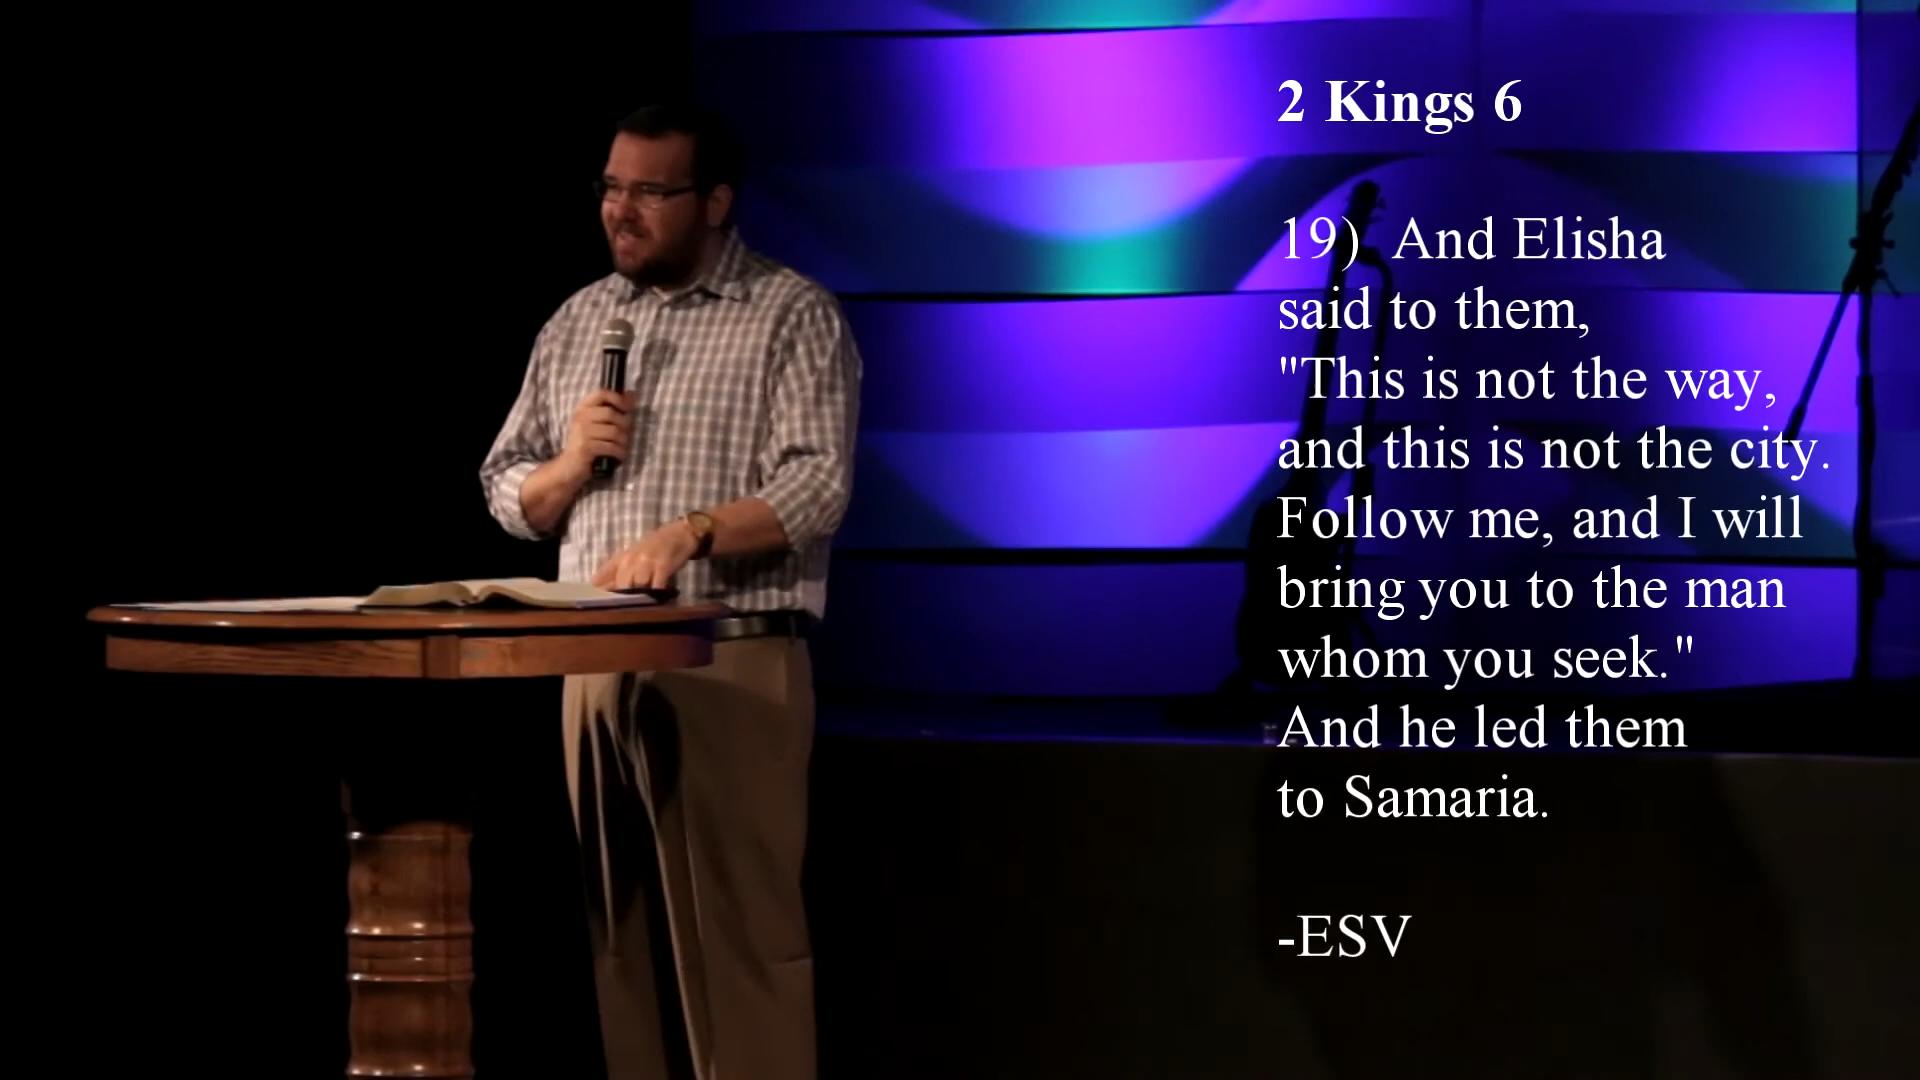 2 Kings 6
19) And Elisha
said to them,
"This is not the way,
and this is not the city.
Follow me, and I will
bring you to the man
whom you seek."
And he led them
to Samaria.
-ESV